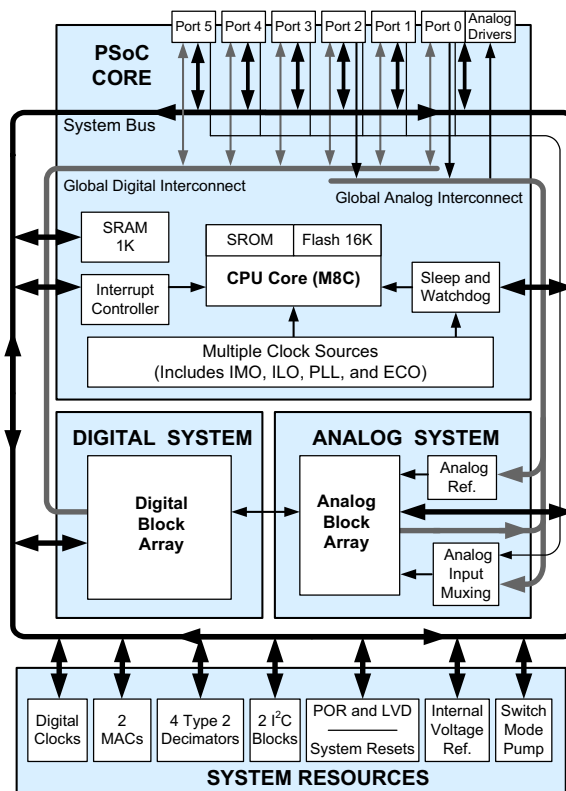 Port 5 Port 4 Port 3 Port 2 Port 1 Port 0 Analog
Drivers
PSoC
CORE
System Bus
Global Digital Interconnect
Global Analog Interconnect
SRAM
1K
SROM Flash 16K
CPU Core (M8C)
Interrupt
Controller
Sleep and
Watchdog
Multiple Clock Sources
(Includes IMO, ILO, PLL, and ECO)
DIGITAL SYSTEM
Digital
Block
Array
ANALOG SYSTEM
Analog
Block
Array
Analog
Ref.
Analog
Input
Muxing
Digital
Clocks
2
MACs
4 Type 2
Decimators
2 I²C
Blocks
POR and LVD
System Resets
Internal
Voltage
Ref.
Switch
Mode
Pump
SYSTEM RESOURCES